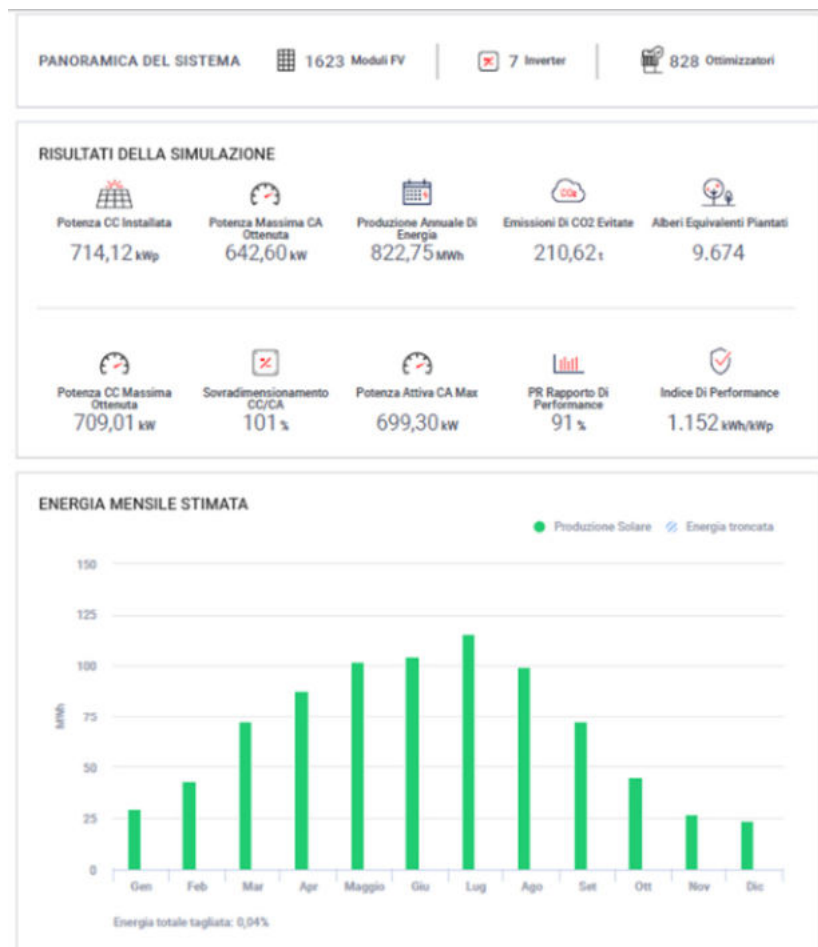 PANORAMICA DEL SISTEMA 1623 Moduli FV 7 Inverter 828 Ottimizzatori
RISULTATI DELLA SIMULAZIONE
Potenza CC Installata
714,12 kWp
Potenza Massima CA
Ottenuta
642,60 kW
Produzione Annuale Di
Energia
822,75 MWh
CO2
Emissioni Di CO2 Evitate
210,62 t
Alberi Equivalenti Piantati
9.674
Potenza CC Massima
Ottenuta
709,01 kW
Sovradimensionamento
CC/CA
101 %
Potenza Attiva CA Max
699,30 kW
PR Rapporto Di
Performance
91 %
Indice Di Performance
1.152 kWh/kWp
ENERGIA MENSILE STIMATA
Produzione Solare Energia troncata
150
125
100
75
50
25
0
MWh
Gen Feb Mar Apr Maggio Giu Lug Ago Set Ott Nov Dic
Energia totale tagliata: 0,04%